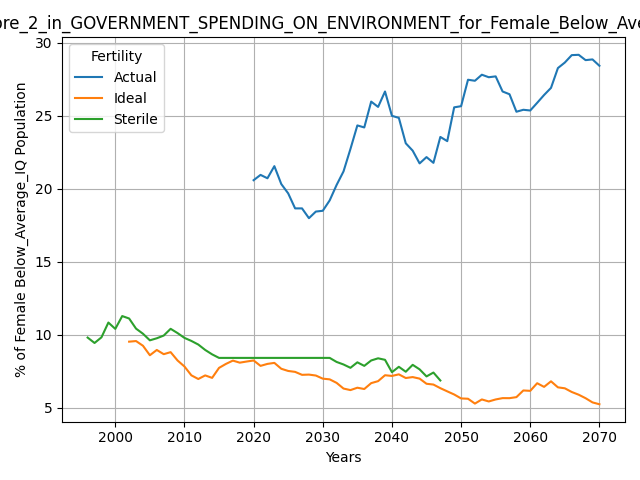 ore_2_in_GOVERNMENT_SPENDING_ON_ENVIRONMENT_for_Female_Below_Ave
30
25
20
15
10
5
% of Female Below_Average_IQ Population
Fertility
Actual
Ideal
Sterile
2000 2010 2020 2030 2040 2050 2060 2070
Years